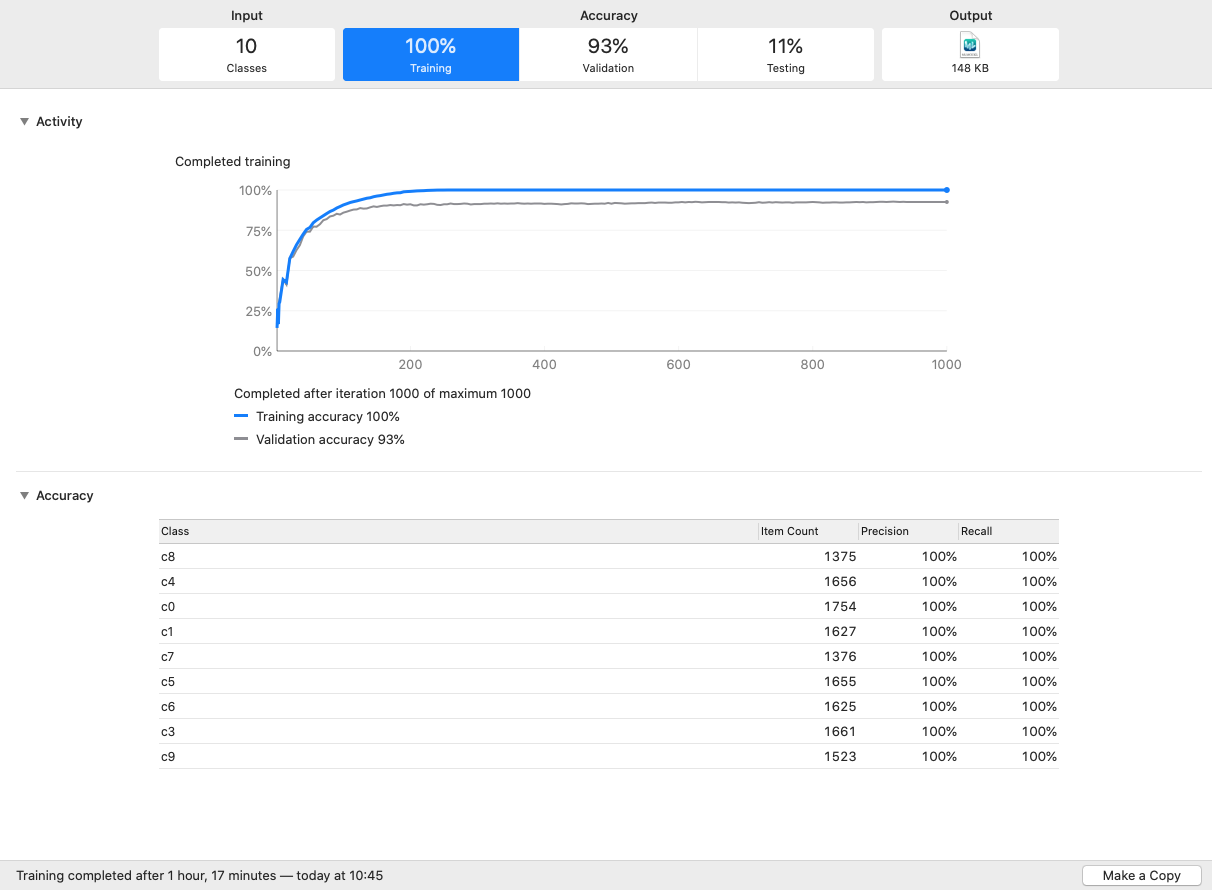 Input Accuracy Output
10 100% 93% 11%
Classes Training Validation Testing 148 KB
Activity
Completed training
100%
75%
50%
25%
0%
200 400 600 800 1000
Completed after iteration 1000 of maximum 1000
Training accuracy 100%
Validation accuracy 93%
Accuracy
Class Item Count Precision Recall
c8 1375 100% 100%
c4 1656 100% 100%
c0 1754 100% 100%
c1 1627 100% 100%
c7 1376 100% 100%
c5 1655 100% 100%
c6 1625 100% 100%
c3 1661 100% 100%
c9 1523 100% 100%
Training completed after 1 hour, 17 minutes — today at 10:45 Make a Copy